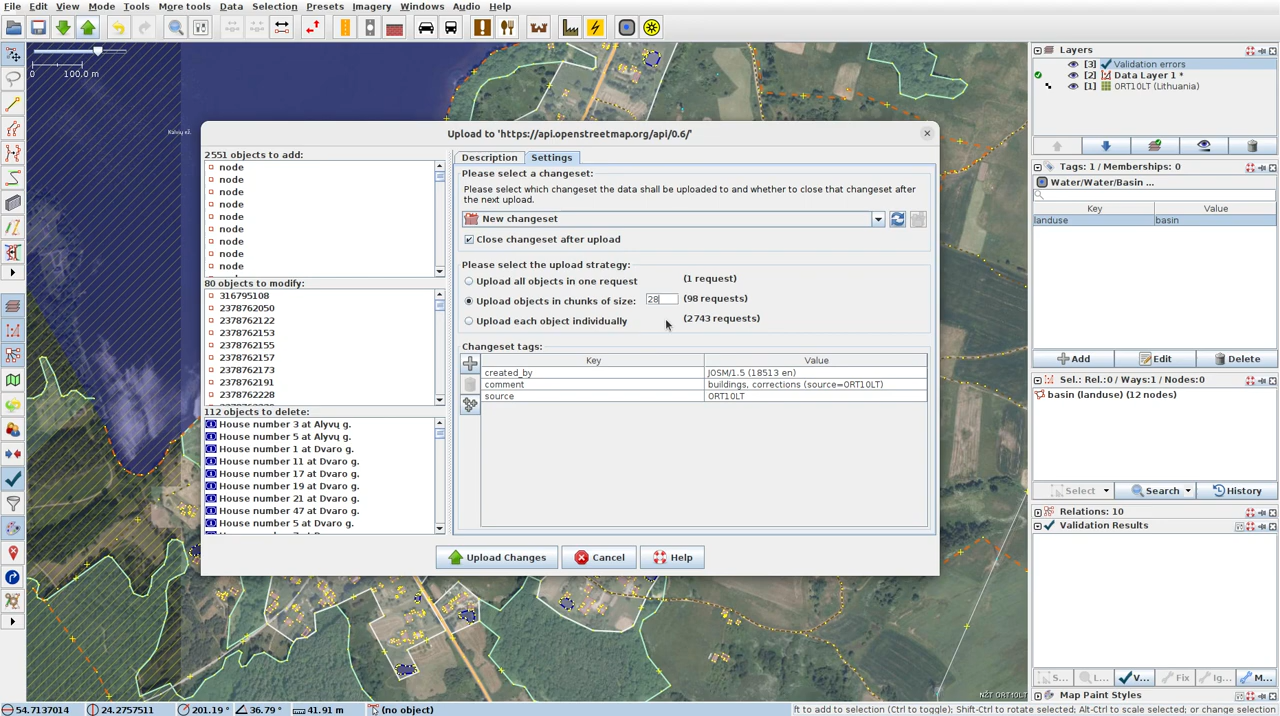 File Edit View Mode Tools More tools Data Selection Presets Imagery Windows Audio Help
0 100.0 m
Upload to 'https://api.openstreetmap.org/api/0.6/'
2551 objects to add:
node
node
node
node
node
node
node
node
node
80 objects to modify:
316795108
2378762050
2378762122
2378762153
2378762155
2378762157
2378762173
2378762191
2378762228
112 objects to delete:
House number 3 at Alyvų g.
House number 5 at Alyvų g.
House number 1 at Dvaro g.
House number 11 at Dvaro g.
House number 17 at Dvaro g.
House number 19 at Dvaro g.
House number 21 at Dvaro g.
House number 47 at Dvaro g.
House number 5 at Dvaro g.
Description Settings
Please select a changeset:
Please select which changeset the data shall be uploaded to and whether to close that changeset after
the next upload.
New changeset
Close changeset after upload
Please select the upload strategy:
Upload all objects in one request (1 request)
Upload objects in chunks of size: 28 (98 requests)
Upload each object individually (2743 requests)
Changeset tags:
Key Value
created_by JOSM/1.5 (18513 en)
comment buildings, corrections (source=ORT10LT)
source ORT10LT
Upload Changes Cancel Help
Layers
[3] Validation errors
[2] Data Layer 1 *
[1] ORT10LT (Lithuania)
Tags: 1 / Memberships: 0
Water/Water/Basin ...
Key Value
landuse basin
Add Edit Delete
Sel.: Rel.:0 / Ways:1 / Nodes:0
basin (landuse) (12 nodes)
Select Search History
Relations: 10
Validation Results
S... L... V... Fix Ig... M...
Map Paint Styles
NŽT ORT10LT
54.7137014 24.2757511 201.19 ° 36.79 ° 41.91 m (no object) ft to add to selection (Ctrl to toggle); Shift-Ctrl to rotate selected; Alt-Ctrl to scale selected; or change selection